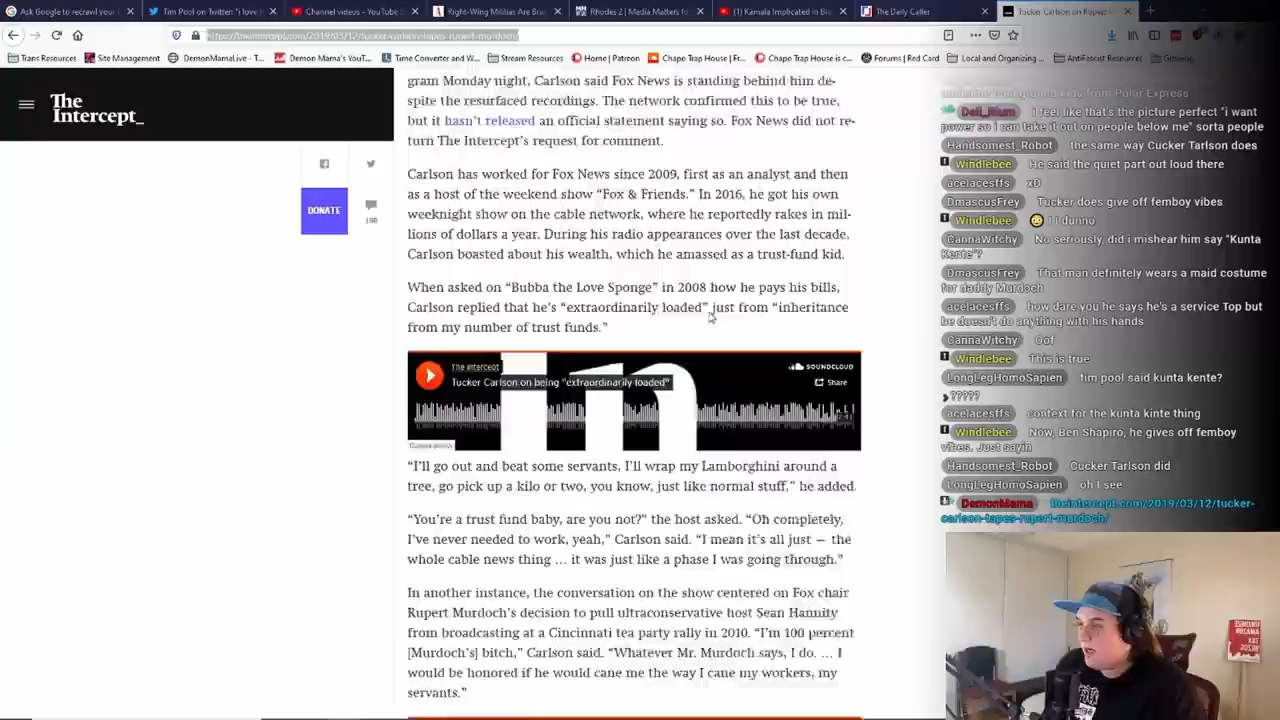 Ask Google to recrawl your U
Tim Pool on Twitter: "i love h
Channel videos - YouTube S
Right-Wing Militias Are Bra
Rhodes 2 | Media Matters fo
(1) Kamala Implicated In Bi
The Daily Caller
Tucker Carlson on Rupert M
https://theintercept.com/2019/03/12/tucker-carlson-tapes-rupert-murdoch/
Trans Resources
Site Management
DemonMamaLive - T...
Demon Mama's YouT...
Time Converter and W...
Stream Resources
Home | Patreon
Chapo Trap House | Fr...
Chapo Trap House is c...
Forums | Red Card
Local and Organizing ...
AntiFascist Resources
Growing
The
Intercept_
DONATE
198
gram Monday night, Carlson said Fox News is standing behind him de-
spite the resurfaced recordings. The network confirmed this to be true,
but it hasn't released an official statement saying so. Fox News did not re-
turn The Intercept's request for comment.
Carlson has worked for Fox News since 2009, first as an analyst and then
as a host of the weekend show "Fox & Friends." In 2016, he got his own
weeknight show on the cable network, where he reportedly rakes in mil-
lions of dollars a year. During his radio appearances over the last decade,
Carlson boasted about his wealth, which he amassed as a trust-fund kid.
When asked on "Bubba the Love Sponge" in 2008 how he pays his bills,
Carlson replied that he's "extraordinarily loaded" just from "inheritance
from my number of trust funds."
The Intercept
Tucker Carlson on being "extraordinarily loaded"
SOUNDCLOUD
Share
"I'll go out and beat some servants, I'll wrap my Lamborghini around a
tree, go pick up a kilo or two, you know, just like normal stuff," he added.
"You're a trust fund baby, are you not?" the host asked. "Oh completely,
I've never needed to work, yeah," Carlson said. "I mean it's all just — the
whole cable news thing … it was just like a phase I was going through."
In another instance, the conversation on the show centered on Fox chair
Rupert Murdoch's decision to pull ultraconservative host Sean Hannity
from broadcasting at a Cincinnati tea party rally in 2010. "I'm 100 percent
[Murdoch's] bitch," Carlson said. "Whatever Mr. Murdoch says, I do. … I
would be honored if he would cane me the way I cane my workers, my
servants."
kids from Polar Express
i feel like that's the picture perfect "i want
power so i can take it out on people below me" sorta people
Handsomest_Robot the same way Cucker Tarlson does
Windlebee He said the quiet part out loud there
acelacesffs xD
DmascusFrey Tucker does give off femboy vibes
Windlebee I dunno
CannaWitchy No seriously, did i mishear him say "Kunta
Kente"?
DmascusFrey That man definitely wears a maid costume
for daddy Murdoch
acelacesffs how dare you he says he's a service Top but
he doesn't do anything with his hands
CannaWitchy Oof
Windlebee This is true
LongLegHomoSapien tim pool said kunta kente?
?????
acelacesffs context for the kunta kinte thing
Windlebee Now, Ben Shapiro, he gives off femboy
vibes. Just sayin
Handsomest_Robot Cucker Tarlson did
LongLegHomoSapien oh I see
DemonMama theintercept.com/2019/03/12/tucker-
carlson-tapes-rupert-murdoch/